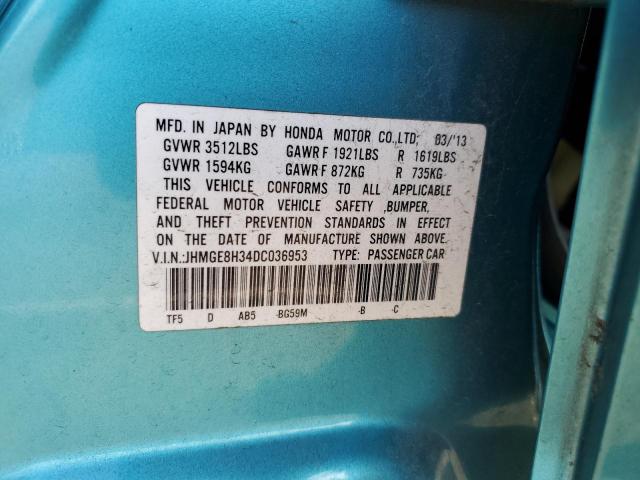 MFD. IN JAPAN BY HONDA MOTOR CO.,LTD; 03/'13
GVWR 3512LBS GAWR F 1921LBS R 1619LBS
GVWR 1594KG GAWR F 872KG R 735KG
THIS VEHICLE CONFORMS TO ALL APPLICABLE
FEDERAL MOTOR VEHICLE SAFETY ,BUMPER,
AND THEFT PREVENTION STANDARDS IN EFFECT
ON THE DATE OF MANUFACTURE SHOWN ABOVE.
V.I.N.:JHMGE8H34DC036953 TYPE: PASSENGER CAR
TF5 D AB5 -BG59M -B -C